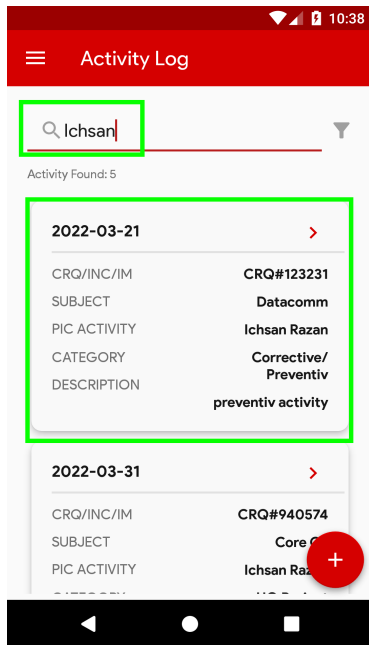 10:38
Activity Log
Ichsan
Activity Found: 5
2022-03-21
CRQ/INC/IM CRQ#123231
SUBJECT Datacomm
PIC ACTIVITY Ichsan Razan
CATEGORY Corrective/
Preventiv
DESCRIPTION
preventiv activity
2022-03-31
CRQ/INC/IM CRQ#940574
SUBJECT Core
PIC ACTIVITY Ichsan